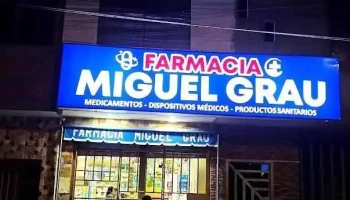 FARMACIA
MIGUEL GRAU
MEDICAMENTOS - DISPOSITIVOS MÉDICOS - PRODUCTOS SANITARIOS
FARMACIA MIGUEL GRAU